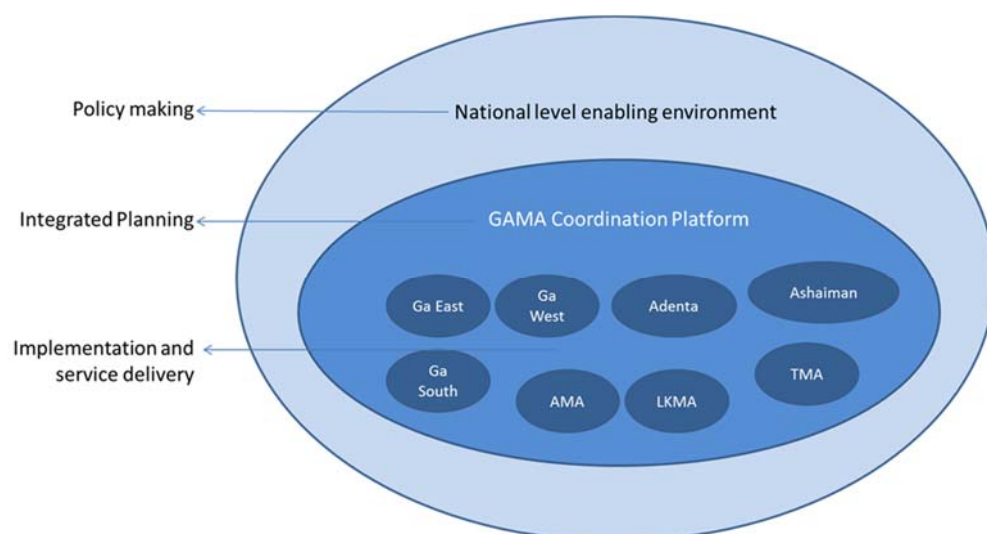 Policy making
National level enabling environment
Integrated Planning
GAMA Coordination Platform
Ga East
Ga
West
Adenta
Ashaiman
Implementation and
service delivery
Ga
South
AMA
LKMA
TMA